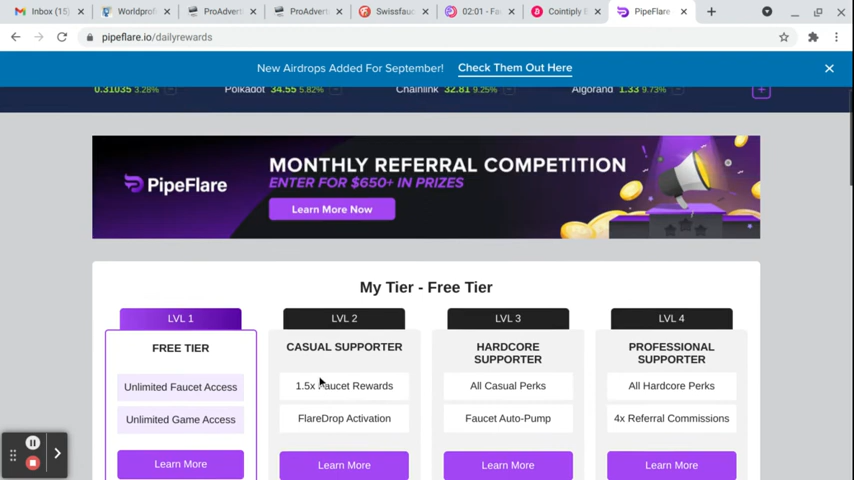 Inbox (15)
Worldprofi
ProAdvert
ProAdvert
Swissfauc
02:01 - Fa
Cointiply B
PipeFlare
pipeflare.io/dailyrewards
New Airdrops Added For September! Check Them Out Here
0.31035 3.28% Polkadot 34.55 5.82% Chainlink 32.81 9.25% Algorand 1.33 9.73%
PipeFlare
MONTHLY REFERRAL COMPETITION
ENTER FOR $650+ IN PRIZES
Learn More Now
My Tier - Free Tier
LVL 1
LVL 2
LVL 3
LVL 4
FREE TIER
CASUAL SUPPORTER
HARDCORE
SUPPORTER
PROFESSIONAL
SUPPORTER
Unlimited Faucet Access
1.5x Faucet Rewards
All Casual Perks
All Hardcore Perks
Unlimited Game Access
FlareDrop Activation
Faucet Auto-Pump
4x Referral Commissions
Learn More
Learn More
Learn More
Learn More